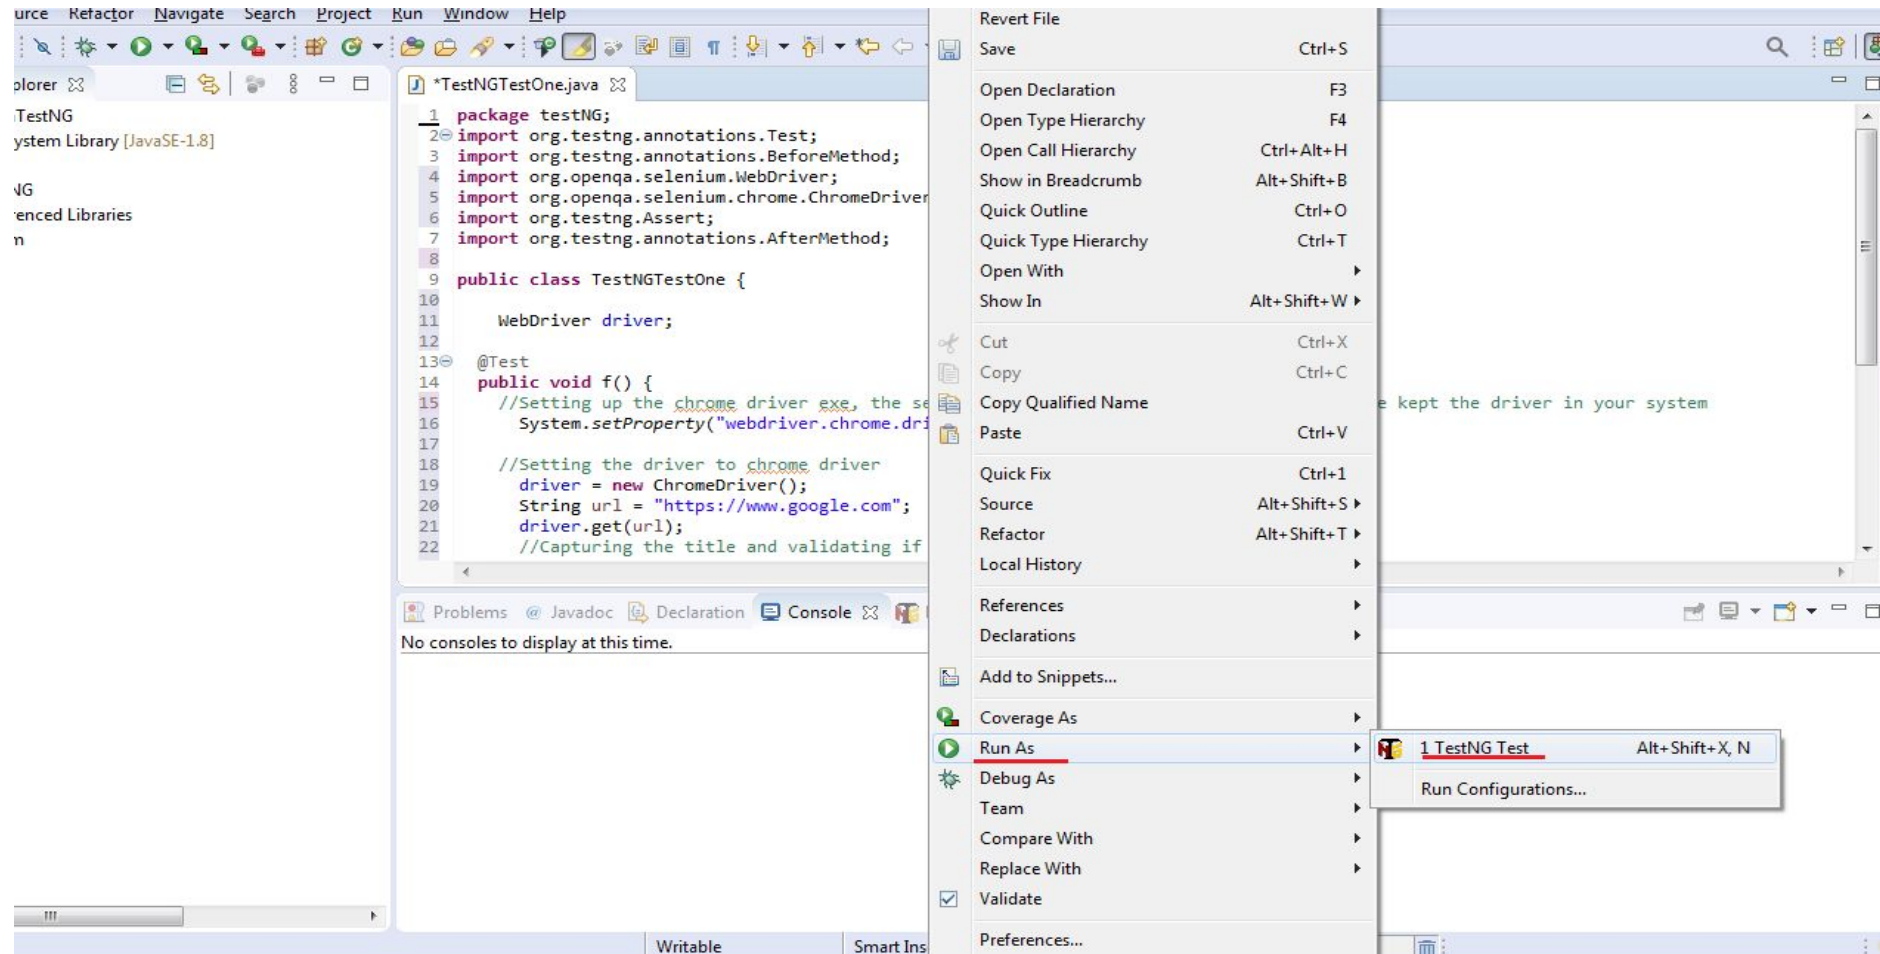 urce Refactor Navigate Search Project Run Window Help
plorer
TestNG
ystem Library [JavaSE-1.8]
NG
enced Libraries
m
*TestNGTestOne.java
1 package testNG;
2 import org.testng.annotations.Test;
3 import org.testng.annotations.BeforeMethod;
4 import org.openqa.selenium.WebDriver;
5 import org.openqa.selenium.chrome.ChromeDriver
6 import org.testng.Assert;
7 import org.testng.annotations.AfterMethod;
8
9 public class TestNGTestOne {
10
11 WebDriver driver;
12
13 @Test
14 public void f() {
15 //Setting up the chrome driver exe, the se
e kept the driver in your system
16 System.setProperty("webdriver.chrome.dri
17
18 //Setting the driver to chrome driver
19 driver = new ChromeDriver();
20 String url = "https://www.google.com";
21 driver.get(url);
22 //Capturing the title and validating if
Problems @ Javadoc Declaration Console
No consoles to display at this time.
Writable Smart Ins
Revert File
Save Ctrl+S
Open Declaration F3
Open Type Hierarchy F4
Open Call Hierarchy Ctrl+Alt+H
Show in Breadcrumb Alt+Shift+B
Quick Outline Ctrl+O
Quick Type Hierarchy Ctrl+T
Open With
Show In Alt+Shift+W
Cut Ctrl+X
Copy Ctrl+C
Copy Qualified Name
Paste Ctrl+V
Quick Fix Ctrl+1
Source Alt+Shift+S
Refactor Alt+Shift+T
Local History
References
Declarations
Add to Snippets...
Coverage As
Run As
Debug As
Team
Compare With
Replace With
Validate
Preferences...
1 TestNG Test Alt+Shift+X, N
Run Configurations...